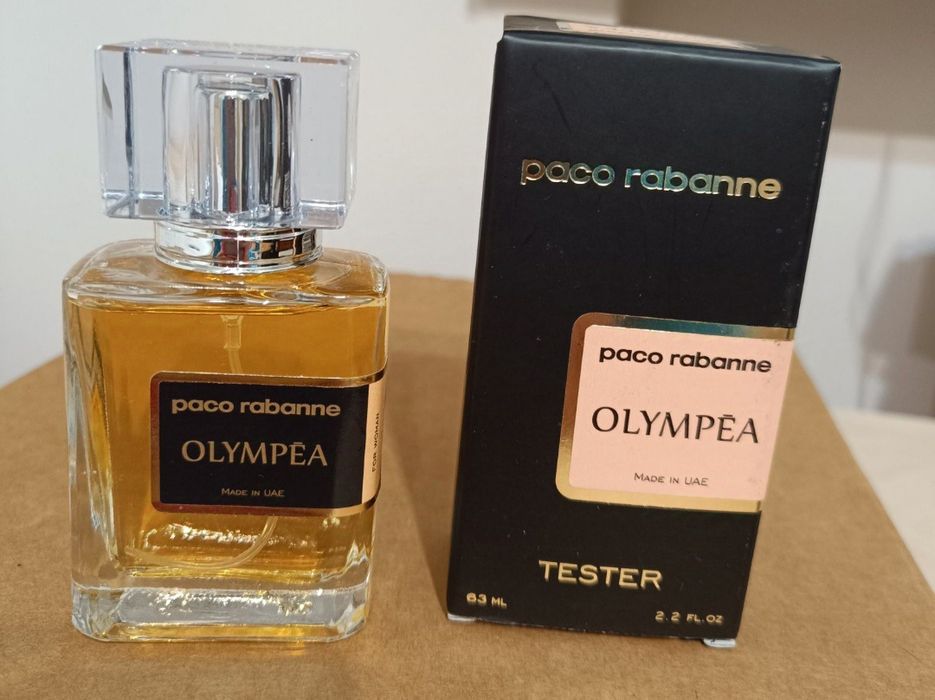 paco rabanne
OLYMPĒA
MADE IN UAE
FOR WOMAN
paco rabanne
paco rabanne
OLYMPĒA
MADE IN UAE
TESTER
63 ML
2.2 FL.OZ